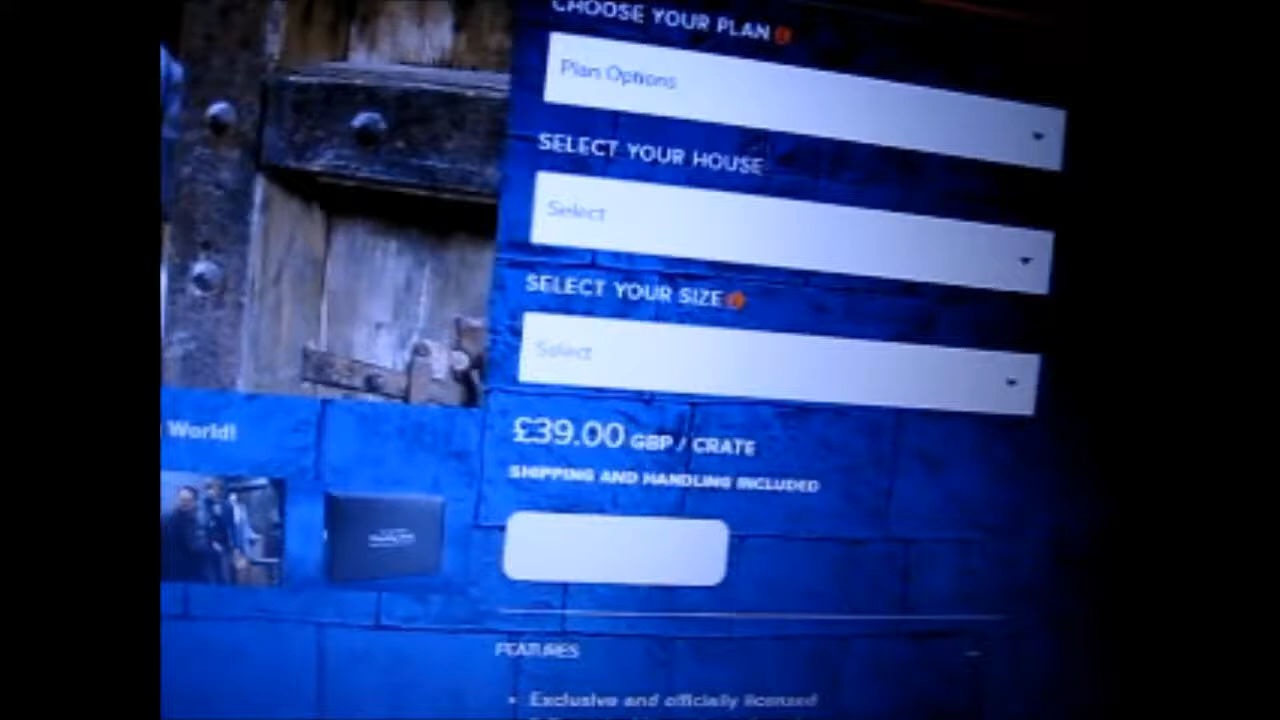 CHOOSE YOUR PLAN
Plan Options
SELECT YOUR HOUSE
Select
SELECT YOUR SIZE
Select
£39.00 GBP / CRATE
SHIPPING AND HANDLING INCLUDED
World!
FEATURES
• Exclusive and officially licensed